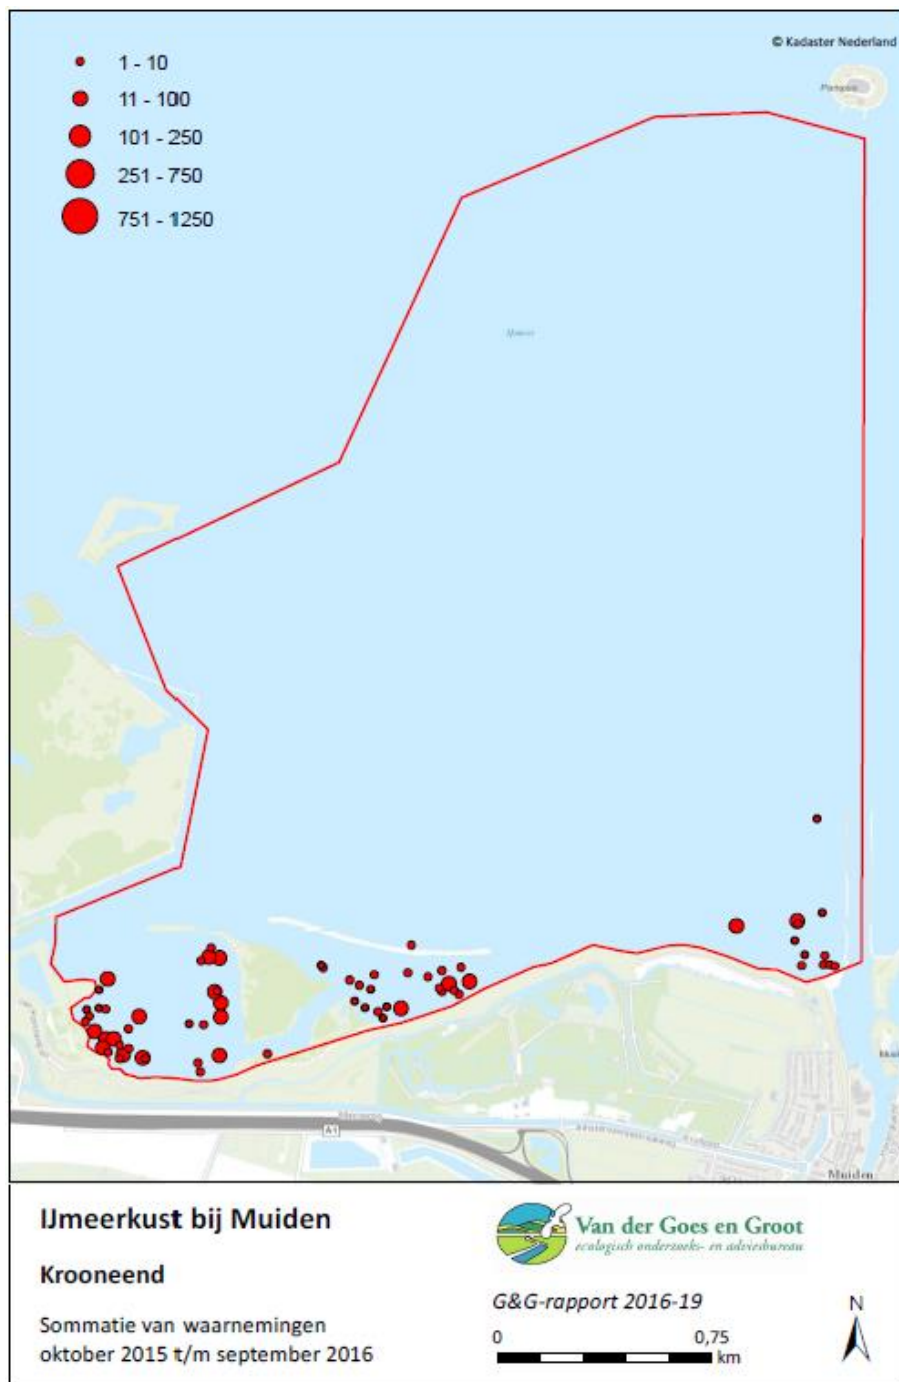 © Kadaster Nederland
1 - 10
11 - 100
101 - 250
251 - 750
751 - 1250
Pampus
IJmeer
A1
Muiden
IJmeerkust bij Muiden
Krooneend
Sommatie van waarnemingen
oktober 2015 t/m september 2016
Van der Goes en Groot
ecologisch onderzoeks- en adviesbureau
G&G-rapport 2016-19
0 0,75
km
N